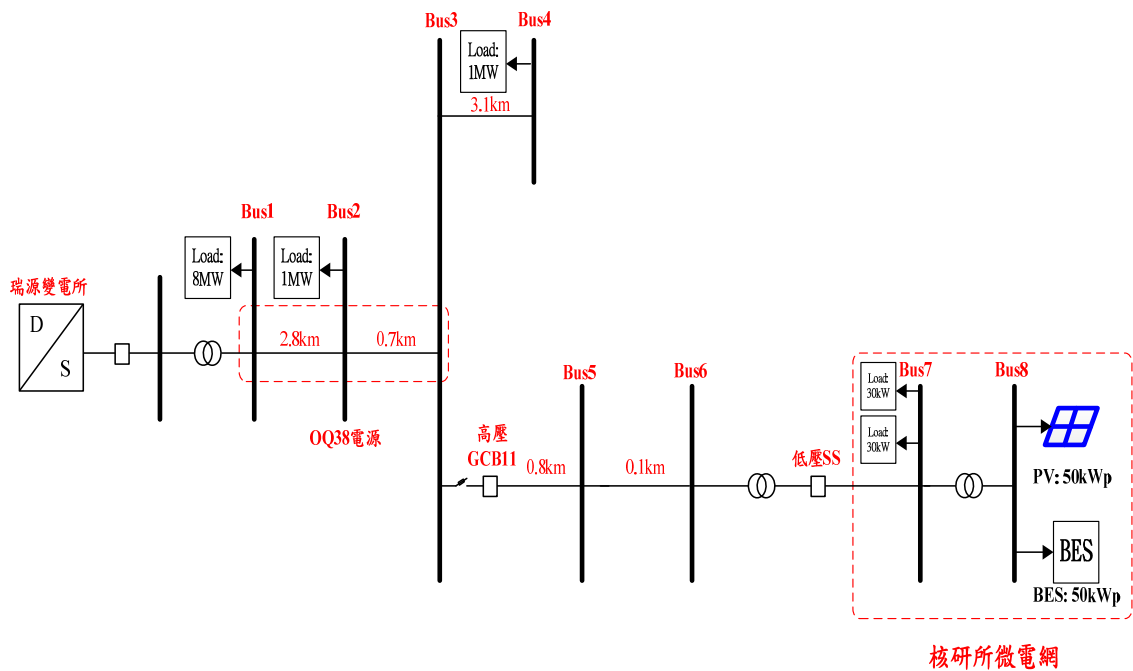 Bus3
Bus4
Load:
1MW
3.1km
Bus1
Bus2
Load:
8MW
Load:
1MW
瑞源變電所
D
S
2.8km
0.7km
OQ38電源
高壓
GCB11
Bus5
Bus6
0.8km
0.1km
低壓SS
Bus7
Bus8
Load:
30kW
Load:
30kW
PV: 50kWp
BES
BES: 50kWp
核研所微電網